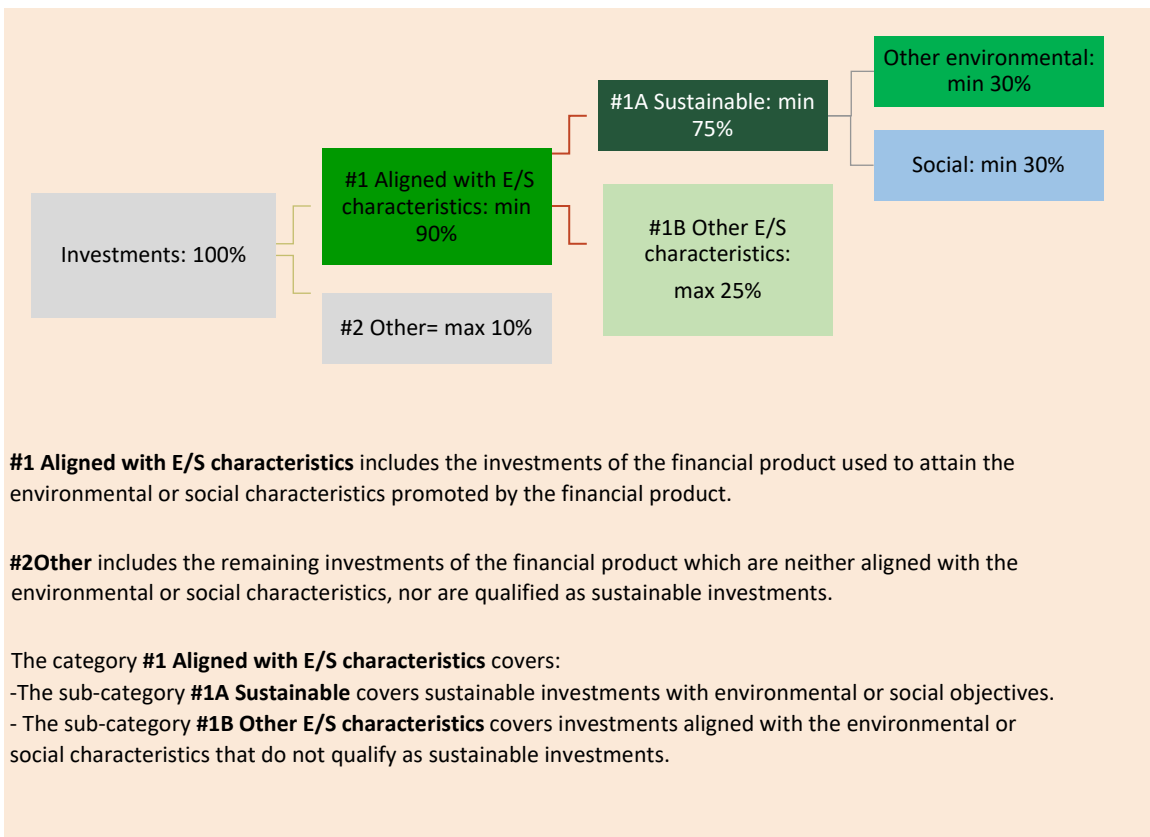 Investments: 100%
#1 Aligned with E/S
characteristics: min
90%
#2 Other= max 10%
#1A Sustainable: min
75%
#1B Other E/S
characteristics:
max 25%
Other environmental:
min 30%
Social: min 30%
#1 Aligned with E/S characteristics includes the investments of the financial product used to attain the
environmental or social characteristics promoted by the financial product.
#2Other includes the remaining investments of the financial product which are neither aligned with the
environmental or social characteristics, nor are qualified as sustainable investments.
The category #1 Aligned with E/S characteristics covers:
-The sub-category #1A Sustainable covers sustainable investments with environmental or social objectives.
- The sub-category #1B Other E/S characteristics covers investments aligned with the environmental or
social characteristics that do not qualify as sustainable investments.